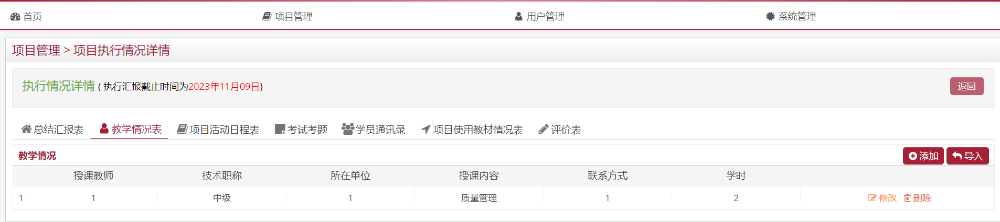 首页 项目管理 用户管理 系统管理
项目管理 > 项目执行情况详情
执行情况详情 ( 执行汇报截止时间为2023年11月09日) 返回
总结汇报表 教学情况表 项目活动日程表 考试考题 学员通讯录 项目使用教材情况表 评价表
教学情况 添加 导入
授课教师 技术职称 所在单位 授课内容 联系方式 学时
1 1 中级 1 质量管理 1 2 修改 删除